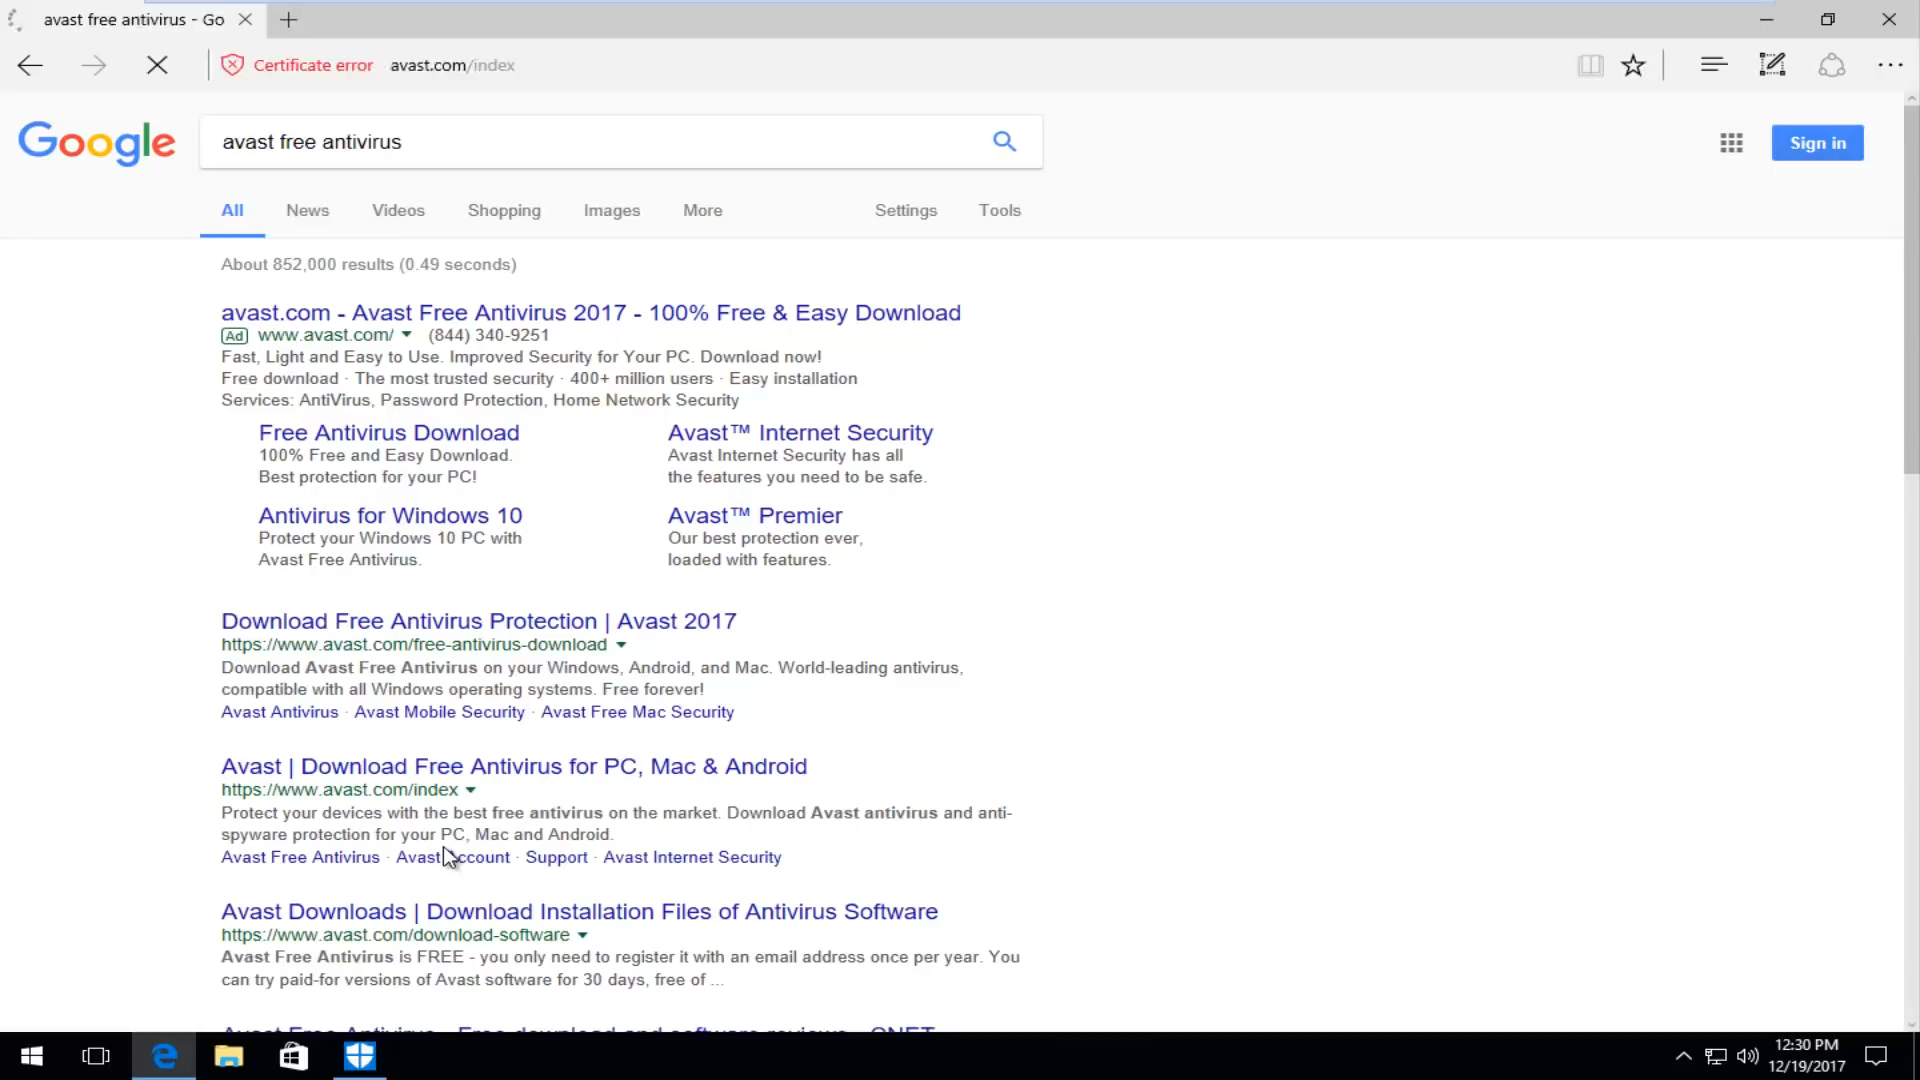 avast free antivirus - Go
Certificate error avast.com/index
Google
avast free antivirus
Sign in
All News Videos Shopping Images More Settings Tools
About 852,000 results (0.49 seconds)
avast.com - Avast Free Antivirus 2017 - 100% Free & Easy Download
Ad www.avast.com/ (844) 340-9251
Fast, Light and Easy to Use. Improved Security for Your PC. Download now!
Free download · The most trusted security · 400+ million users · Easy installation
Services: AntiVirus, Password Protection, Home Network Security
Free Antivirus Download
100% Free and Easy Download.
Best protection for your PC!
Avast™ Internet Security
Avast Internet Security has all
the features you need to be safe.
Antivirus for Windows 10
Protect your Windows 10 PC with
Avast Free Antivirus.
Avast™ Premier
Our best protection ever,
loaded with features.
Download Free Antivirus Protection | Avast 2017
https://www.avast.com/free-antivirus-download
Download Avast Free Antivirus on your Windows, Android, and Mac. World-leading antivirus,
compatible with all Windows operating systems. Free forever!
Avast Antivirus · Avast Mobile Security · Avast Free Mac Security
Avast | Download Free Antivirus for PC, Mac & Android
https://www.avast.com/index
Protect your devices with the best free antivirus on the market. Download Avast antivirus and anti-
spyware protection for your PC, Mac and Android.
Avast Free Antivirus · Avast Account · Support · Avast Internet Security
Avast Downloads | Download Installation Files of Antivirus Software
https://www.avast.com/download-software
Avast Free Antivirus is FREE - you only need to register it with an email address once per year. You
can try paid-for versions of Avast software for 30 days, free of ...
Avast Free Antivirus - Free download and software reviews - CNET
12:30 PM
12/19/2017